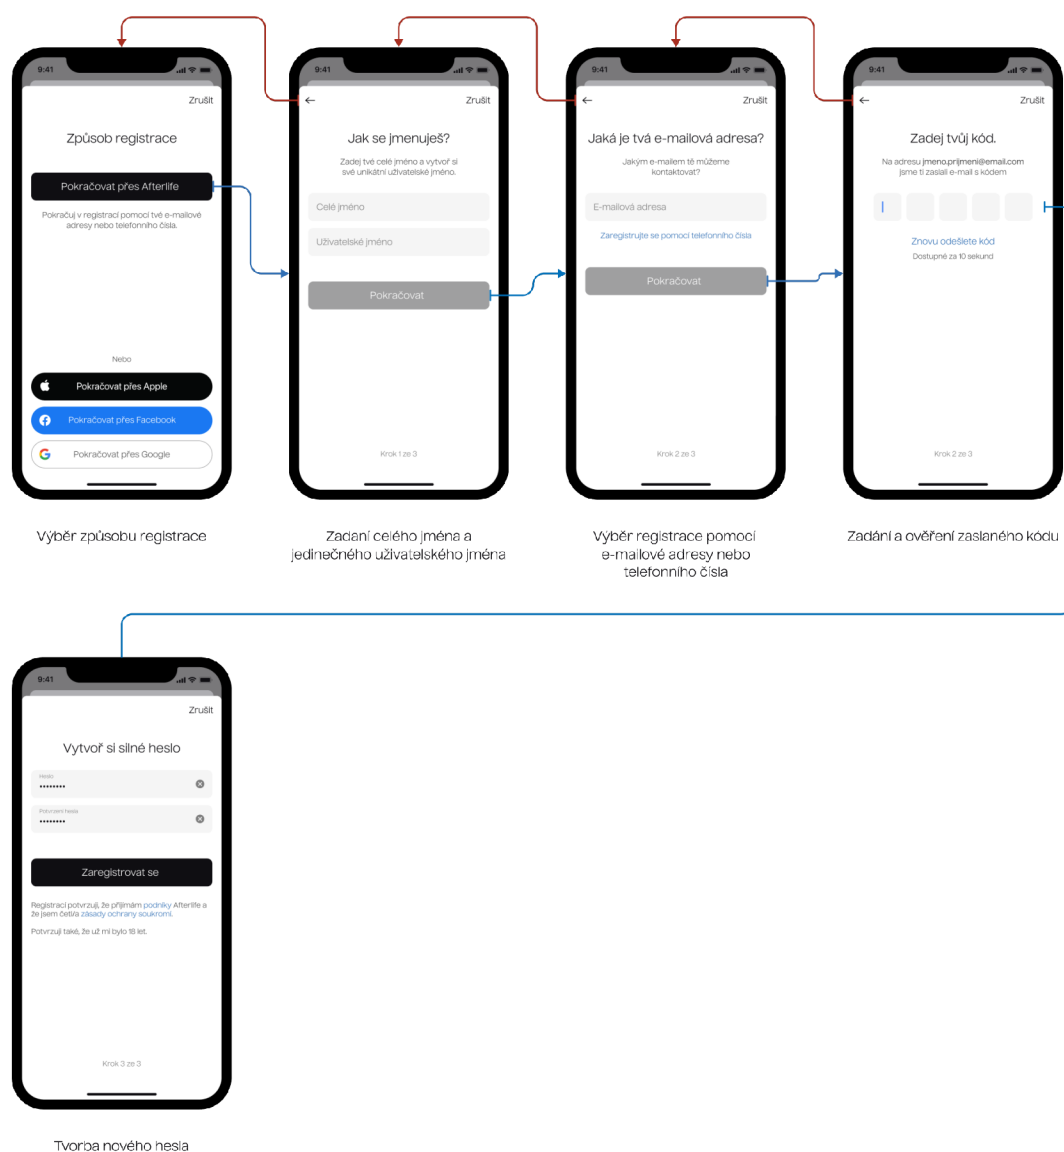 9:41
Zrušit
Způsob registrace
Pokračovat přes Afterlife
Pokračuj v registraci pomocí tvé e-mailové
adresy nebo telefonního čísla.
Nebo
Pokračovat přes Apple
Pokračovat přes Facebook
Pokračovat přes Google
Výběr způsobu registrace
9:41
Zrušit
Jak se jmenuješ?
Zadej tvé celé jméno a vytvoř si
své unikátní uživatelské jméno.
Celé jméno
Uživatelské jméno
Pokračovat
Krok 1 ze 3
Zadaní celého jména a
jedinečného uživatelského jména
9:41
Zrušit
Jaká je tvá e-mailová adresa?
Jakým e-mailem tě můžeme
kontaktovat?
E-mailová adresa
Zaregistrujte se pomocí telefonního čísla
Pokračovat
Krok 2 ze 3
Výběr registrace pomocí
e-mailové adresy nebo
telefonního čísla
9:41
Zrušit
Zadej tvůj kód.
Na adresu jmeno.prijmeni@email.com
jsme ti zaslali e-mail s kódem
Znovu odešlete kód
Dostupné za 10 sekund
Krok 2 ze 3
Zadání a ověření zaslaného kódu
9:41
Zrušit
Vytvoř si silné heslo
Heslo
Potvrzení hesla
Zaregistrovat se
Registrací potvrzuji, že přijímám podniky Afterlife a
že jsem četl/a zásady ochrany soukromí.
Potvrzuji také, že už mi bylo 18 let.
Krok 3 ze 3
Tvorba nového hesla